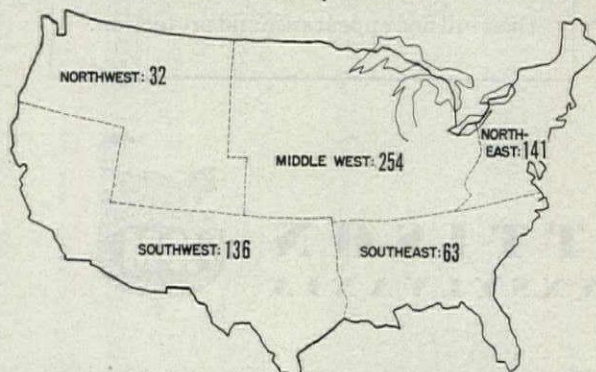 NORTHWEST: 32
NORTH-
EAST: 141
MIDDLE WEST: 254
SOUTHWEST: 136
SOUTHEAST: 63